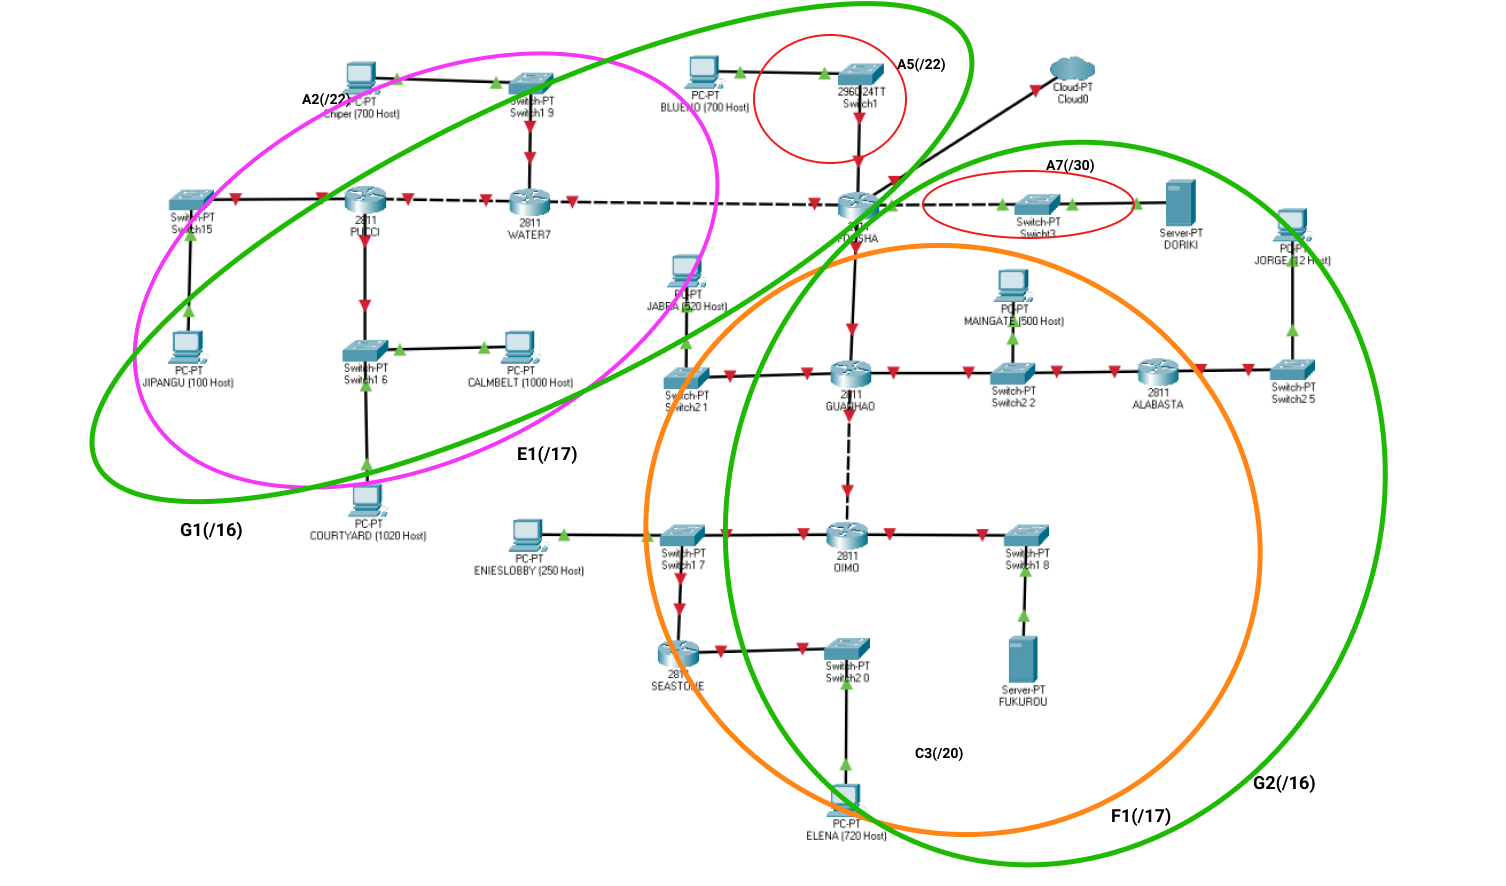 A2(/22)
PC-PT
Chiper (700 Host)
Switch-PT
Switch1 9
PC-PT
BLUENO (700 Host)
2960-24TT
Switch1
A5(/22)
Cloud-PT
Cloud0
A7(/30)
Switch-PT
Switch15
2811
PUCCI
2811
WATER7
Switch-PT
Swicht3
Server-PT
DORIKI
PC-PT
JORGE (12 Host)
PC-PT
JABRA (520 Host)
PC-PT
MAINGATE (500 Host)
PC-PT
JIPANGU (100 Host)
Switch-PT
Switch1 6
PC-PT
CALMBELT (1000 Host)
Switch-PT
Switch2 1
2811
GUANHAO
Switch-PT
Switch2 2
2811
ALABASTA
Switch-PT
Switch2 5
E1(/17)
G1(/16)
PC-PT
COURTYARD (1020 Host)
PC-PT
ENIESLOBBY (250 Host)
Switch-PT
Switch1 7
2811
OIMO
Switch-PT
Switch1 8
2811
SEASTONE
Switch-PT
Switch2 0
Server-PT
FUKUROU
C3(/20)
G2(/16)
F1(/17)
PC-PT
ELENA (720 Host)